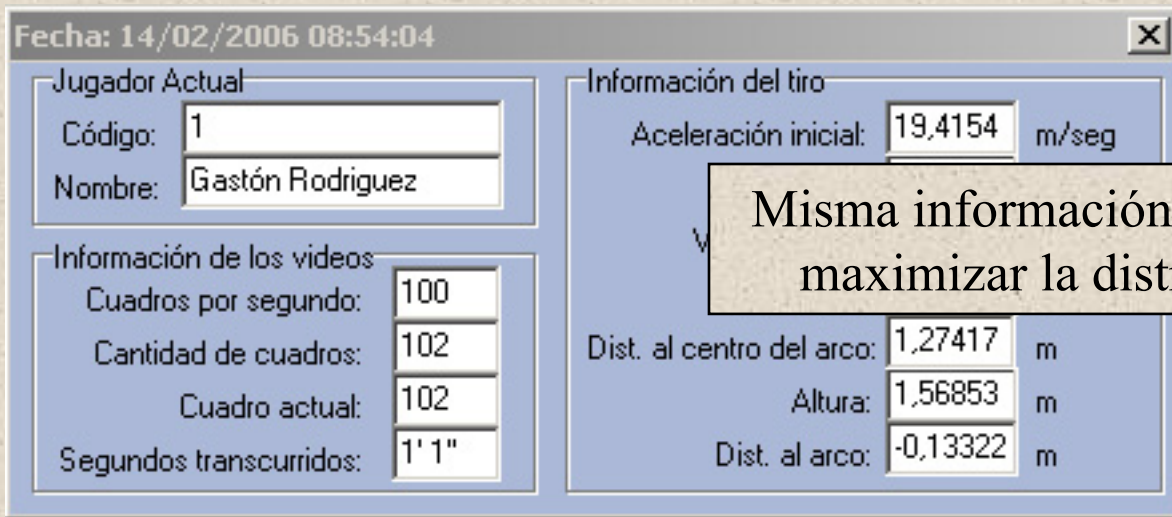 Fecha: 14/02/2006 08:54:04
Jugador Actual
Código: 1
Nombre: Gastón Rodriguez
Información de los videos
Cuadros por segundo: 100
Cantidad de cuadros: 102
Cuadro actual: 102
Segundos transcurridos: 1' 1"
Información del tiro
Aceleración inicial: 19,4154 m/seg
Misma información
maximizar la dist
Dist. al centro del arco: 1,27417 m
Altura: 1,56853 m
Dist. al arco: -0,13322 m